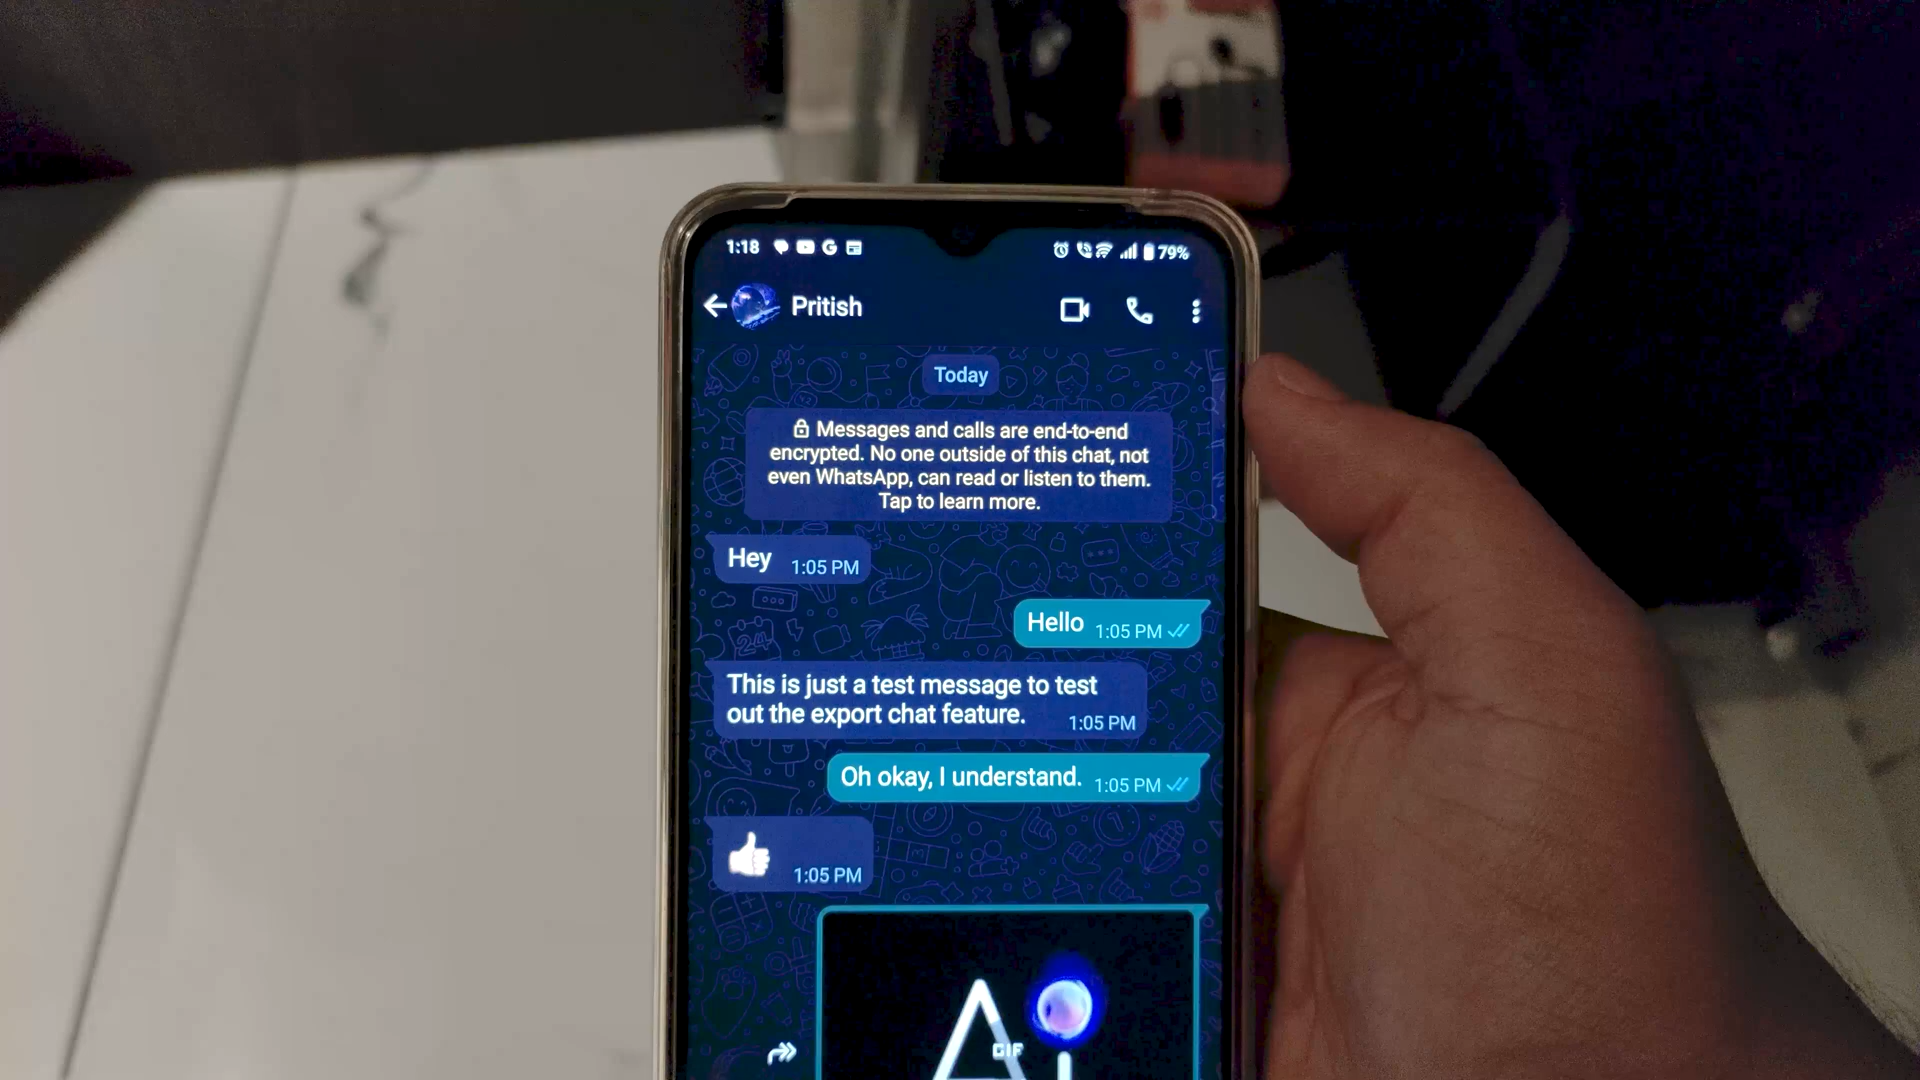 1:18 79%
Pritish
Today
Messages and calls are end-to-end
encrypted. No one outside of this chat, not
even WhatsApp, can read or listen to them.
Tap to learn more.
Hey 1:05 PM
Hello 1:05 PM
This is just a test message to test
out the export chat feature. 1:05 PM
Oh okay, I understand. 1:05 PM
1:05 PM
Ai
GIF